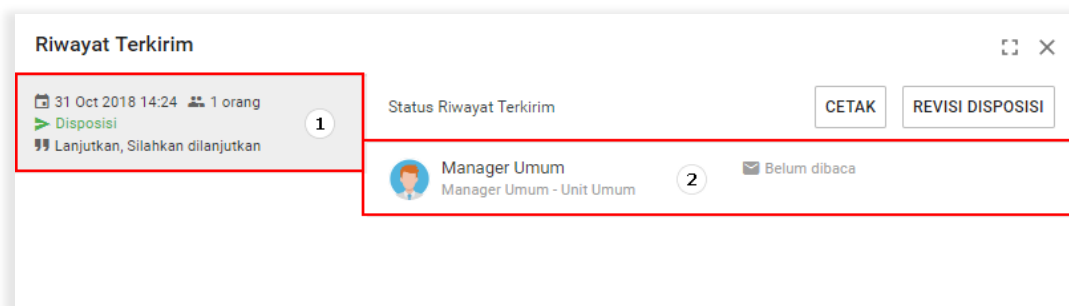 Riwayat Terkirim
31 Oct 2018 14:24 1 orang
Disposisi
Lanjutkan, Silahkan dilanjutkan
1
Status Riwayat Terkirim
CETAK
REVISI DISPOSISI
Manager Umum
Manager Umum - Unit Umum
2
Belum dibaca